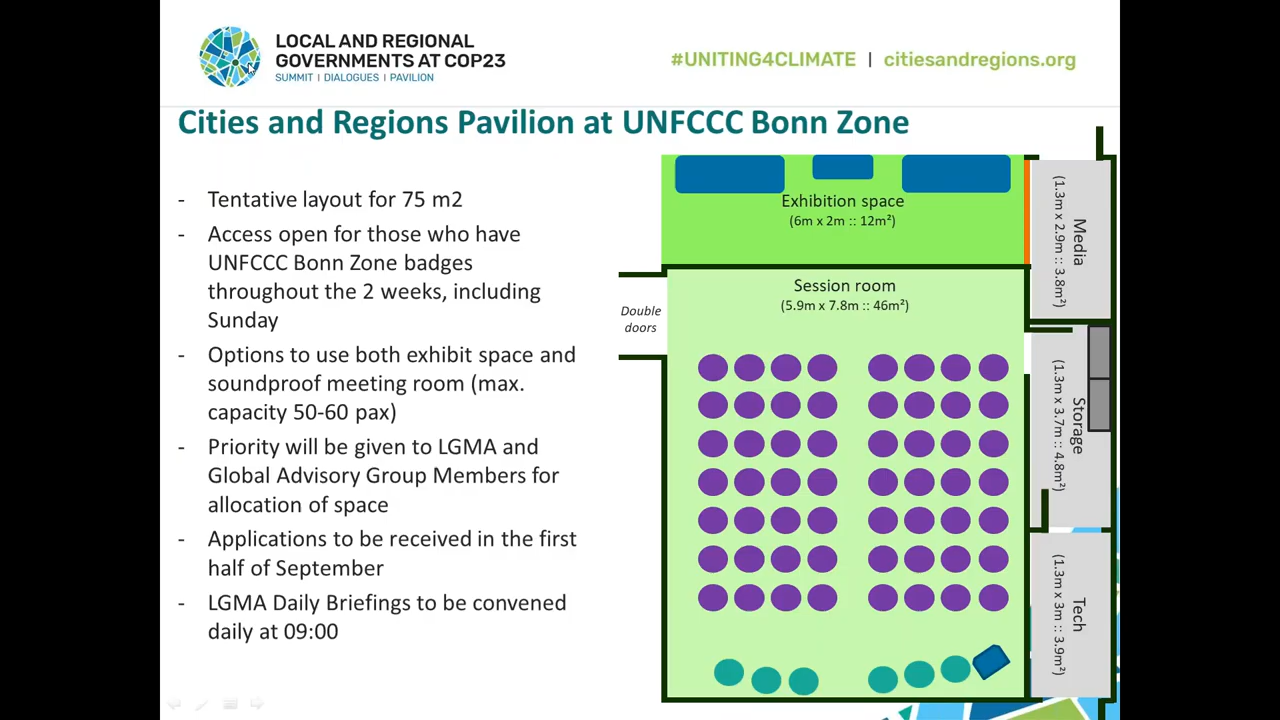 LOCAL AND REGIONAL
GOVERNMENTS AT COP23
SUMMIT | DIALOGUES | PAVILION
#UNITING4CLIMATE | citiesandregions.org
Cities and Regions Pavilion at UNFCCC Bonn Zone
- Tentative layout for 75 m2
- Access open for those who have
UNFCCC Bonn Zone badges
throughout the 2 weeks, including
Sunday
- Options to use both exhibit space and
soundproof meeting room (max.
capacity 50-60 pax)
- Priority will be given to LGMA and
Global Advisory Group Members for
allocation of space
- Applications to be received in the first
half of September
- LGMA Daily Briefings to be convened
daily at 09:00
Exhibition space
(6m x 2m :: 12m²)
Session room
(5.9m x 7.8m :: 46m²)
Double
doors
Media
(1.3m x 2.9m :: 3.8m²)
Storage
(1.3m x 3.7m :: 4.8m²)
Tech
(1.3m x 3m :: 3.9m²)